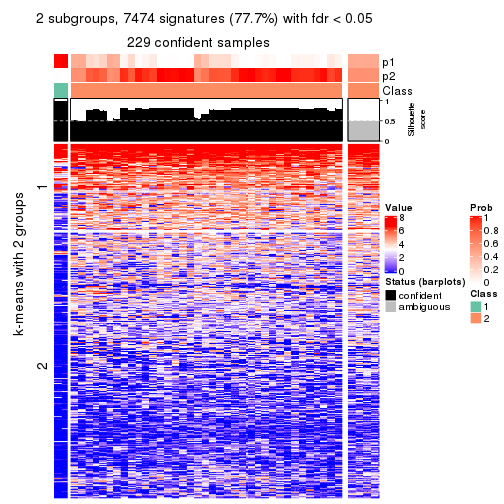 2 subgroups, 7474 signatures (77.7%) with fdr < 0.05
229 confident samples
p1
p2
Class
1
0.5
0
Silhouette
score
k-means with 2 groups
1
2
Value
8
6
4
2
0
Status (barplots)
confident
ambiguous
Prob
1
0.8
0.6
0.4
0.2
0
Class
1
2